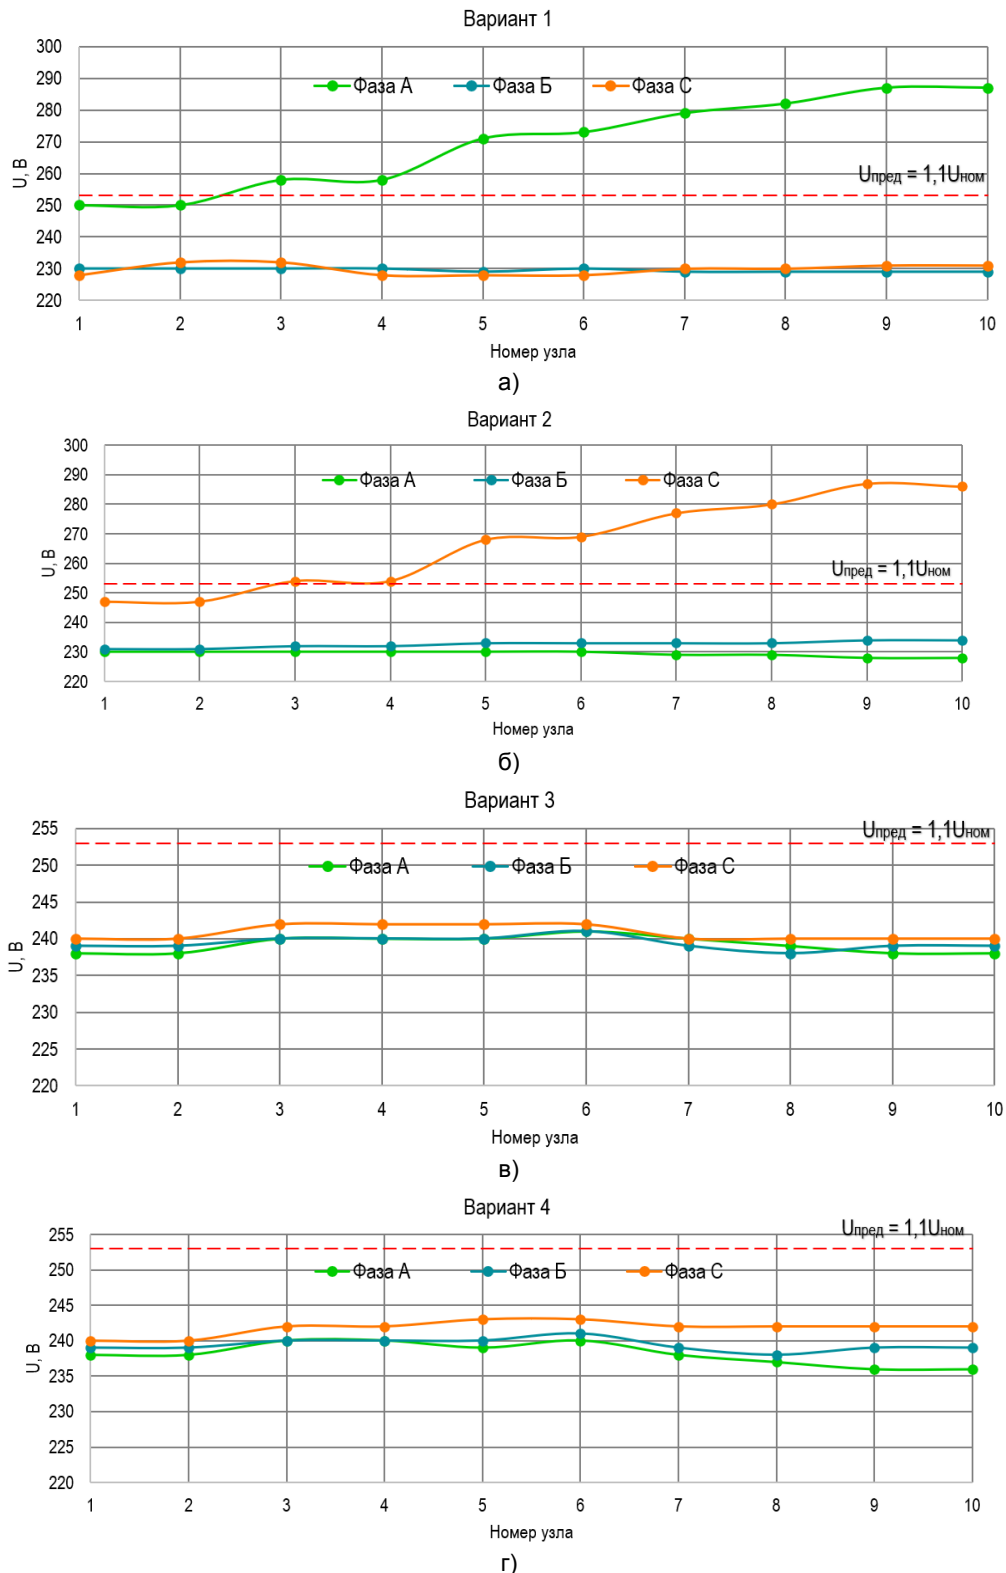 Вариант 1
300
290
280
270
260
250
240
230
220
U, В
Фаза А Фаза Б Фаза С
Uпред = 1,1Uном
1 2 3 4 5 6 7 8 9 10
Номер узла
а)
Вариант 2
300
290
280
270
260
250
240
230
220
U, В
Фаза А Фаза Б Фаза С
Uпред = 1,1Uном
1 2 3 4 5 6 7 8 9 10
Номер узла
б)
Вариант 3
255
250
245
240
235
230
225
220
U, В
Uпред = 1,1Uном
Фаза А Фаза Б Фаза С
1 2 3 4 5 6 7 8 9 10
Номер узла
в)
Вариант 4
255
250
245
240
235
230
225
220
U, В
Uпред = 1,1Uном
Фаза А Фаза Б Фаза С
1 2 3 4 5 6 7 8 9 10
Номер узла
г)